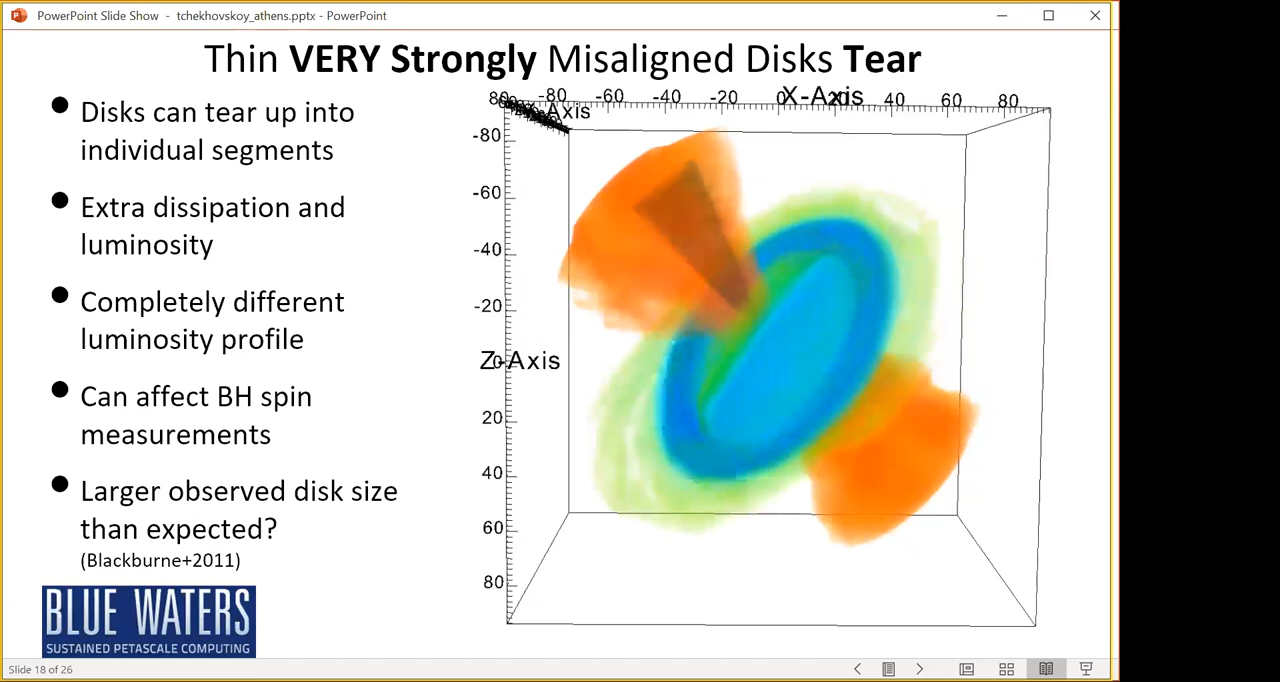 PowerPoint Slide Show - tchekhovskoy_athens.pptx - PowerPoint
Thin VERY Strongly Misaligned Disks Tear
Disks can tear up into
individual segments
Extra dissipation and
luminosity
Completely different
luminosity profile
Can affect BH spin
measurements
Larger observed disk size
than expected?
(Blackburne+2011)
BLUE WATERS
SUSTAINED PETASCALE COMPUTING
X-Axis
-80 -60 -40 -20 0 20 40 60 80
-Axis
-80
-60
-40
-20
0
Z-Axis
20
40
60
80
Slide 18 of 26